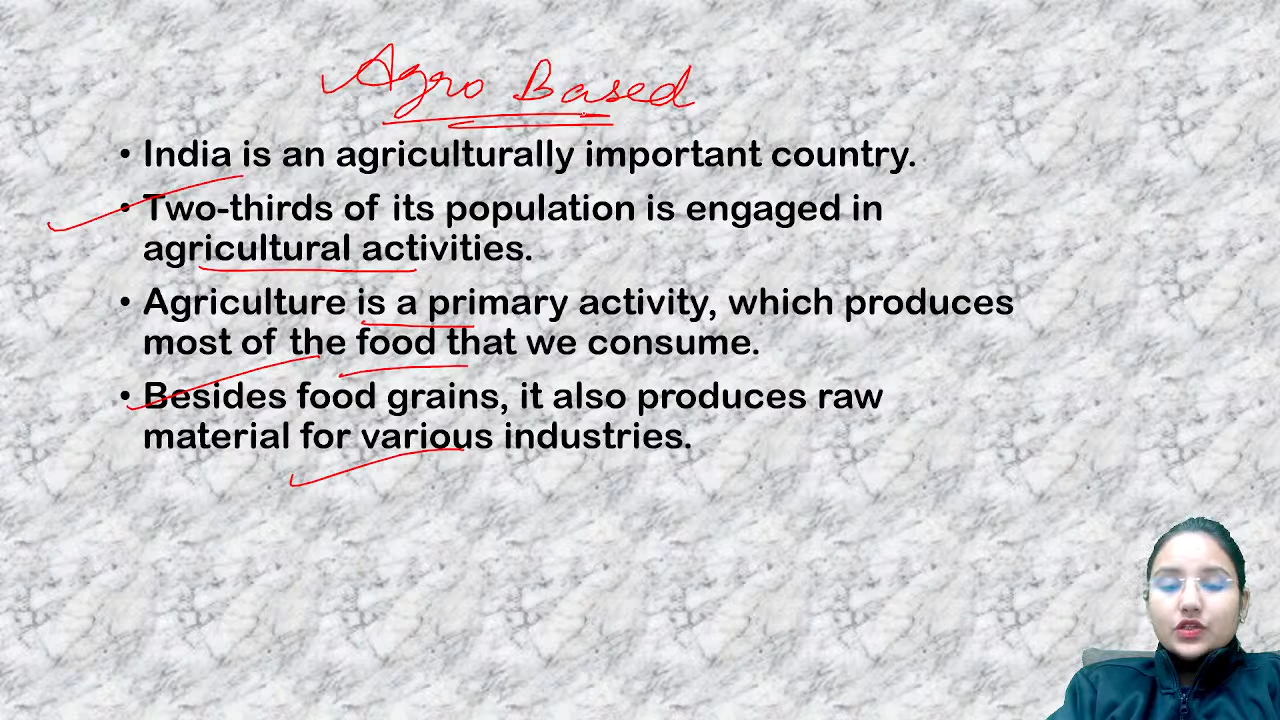 Agro Based
• India is an agriculturally important country.
• Two-thirds of its population is engaged in
agricultural activities.
• Agriculture is a primary activity, which produces
most of the food that we consume.
• Besides food grains, it also produces raw
material for various industries.